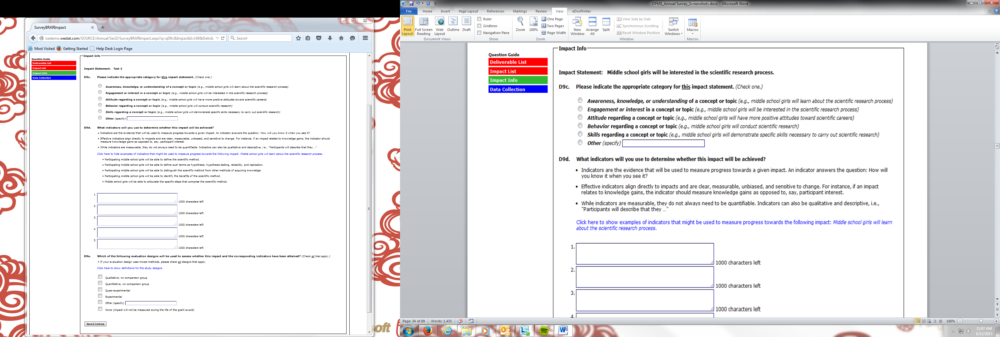 SurveyBRARImpact
isedemo.westat.com/SOURCE/Annual/SecD/SurveyBRARImpact.aspx?q=qD9c&ImpactId=149&DelivIc
Search
Most Visited Getting Started Help Desk Login Page
Question Guide
Deliverable List
Impact List
Impact Info
Data Collection
Impact Info
Impact Statement: Test 2
D9c. Please indicate the appropriate category for this impact statement. (Check one.)
Awareness, knowledge, or understanding of a concept or topic (e.g., middle school girls will learn about the scientific research process)
Engagement or interest in a concept or topic (e.g., middle school girls will be interested in the scientific research process)
Attitude regarding a concept or topic (e.g., middle school girls will have more positive attitudes toward scientific careers)
Behavior regarding a concept or topic (e.g., middle school girls will conduct scientific research)
Skills regarding a concept or topic (e.g., middle school girls will demonstrate specific skills necessary to carry out scientific research)
Other (specify)
D9d. What indicators will you use to determine whether this impact will be achieved?
• Indicators are the evidence that will be used to measure progress towards a given impact. An indicator answers the question: How will you know it when you see it?
• Effective indicators align directly to impacts and are clear, measurable, unbiased, and sensitive to change. For instance, if an impact relates to knowledge gains, the indicator should
measure knowledge gains as opposed to, say, participant interest.
• While indicators are measurable, they do not always need to be quantifiable. Indicators can also be qualitative and descriptive, i.e., "Participants will describe that they ..."
Click here to hide examples of indicators that might be used to measure progress towards the following impact: Middle school girls will learn about the scientific research process.
• Participating middle school girls will be able to define the scientific method.
• Participating middle school girls will be able to define such terms as hypothesis, hypothesis testing, reliability, and replication.
• Participating middle school girls will be able to distinguish the scientific method from other methods of acquiring knowledge.
• Participating middle school girls will be able to identify the benefits of the scientific method.
• Middle school girls will be able to articulate the specific steps that comprise the scientific method.
1. 1000 characters left
2. 1000 characters left
3. 1000 characters left
4. 1000 characters left
5. 1000 characters left
D9e. Which of the following evaluation designs will be used to assess whether this impact and the corresponding indicators have been attained? (Check all that apply.)
• If your evaluation design uses mixed methods, please check all designs that apply.
Click here to show definitions for the study designs.
Qualitative, no comparison group
Quantitative, no comparison group
Quasi-experimental
Experimental
Other (specify)
None (impact will not be measured during the life of the grant award)
Save & Continue
soft
OPMS_Annual Survey_Screenshots.docx - Microsoft Word
File Home Insert Page Layout References Mailings Review View eDocPrinter
Print Layout
Full Screen Reading
Web Layout
Outline
Draft
Document Views
Ruler
Gridlines
Navigation Pane
Show
Zoom
100%
One Page
Two Pages
Page Width
Zoom
New Window
Arrange All
Split
View Side by Side
Synchronous Scrolling
Reset Window Position
Window
Switch Windows
Macros
Macros
Question Guide
Deliverable List
Impact List
Impact Info
Data Collection
Impact Info
Impact Statement: Middle school girls will be interested in the scientific research process.
D9c. Please indicate the appropriate category for this impact statement. (Check one.)
Awareness, knowledge, or understanding of a concept or topic (e.g., middle school girls will learn about the scientific research process)
Engagement or interest in a concept or topic (e.g., middle school girls will be interested in the scientific research process)
Attitude regarding a concept or topic (e.g., middle school girls will have more positive attitudes toward scientific careers)
Behavior regarding a concept or topic (e.g., middle school girls will conduct scientific research)
Skills regarding a concept or topic (e.g., middle school girls will demonstrate specific skills necessary to carry out scientific research)
Other (specify)
D9d. What indicators will you use to determine whether this impact will be achieved?
• Indicators are the evidence that will be used to measure progress towards a given impact. An indicator answers the question: How will
you know it when you see it?
• Effective indicators align directly to impacts and are clear, measurable, unbiased, and sensitive to change. For instance, if an impact
relates to knowledge gains, the indicator should measure knowledge gains as opposed to, say, participant interest.
• While indicators are measurable, they do not always need to be quantifiable. Indicators can also be qualitative and descriptive, i.e.,
"Participants will describe that they ..."
Click here to show examples of indicators that might be used to measure progress towards the following impact: Middle school girls will learn
about the scientific research process.
1. 1000 characters left
2. 1000 characters left
3. 1000 characters left
4.
Page: 34 of 89 Words: 1,435
180%
11:07 AM
6/12/2015